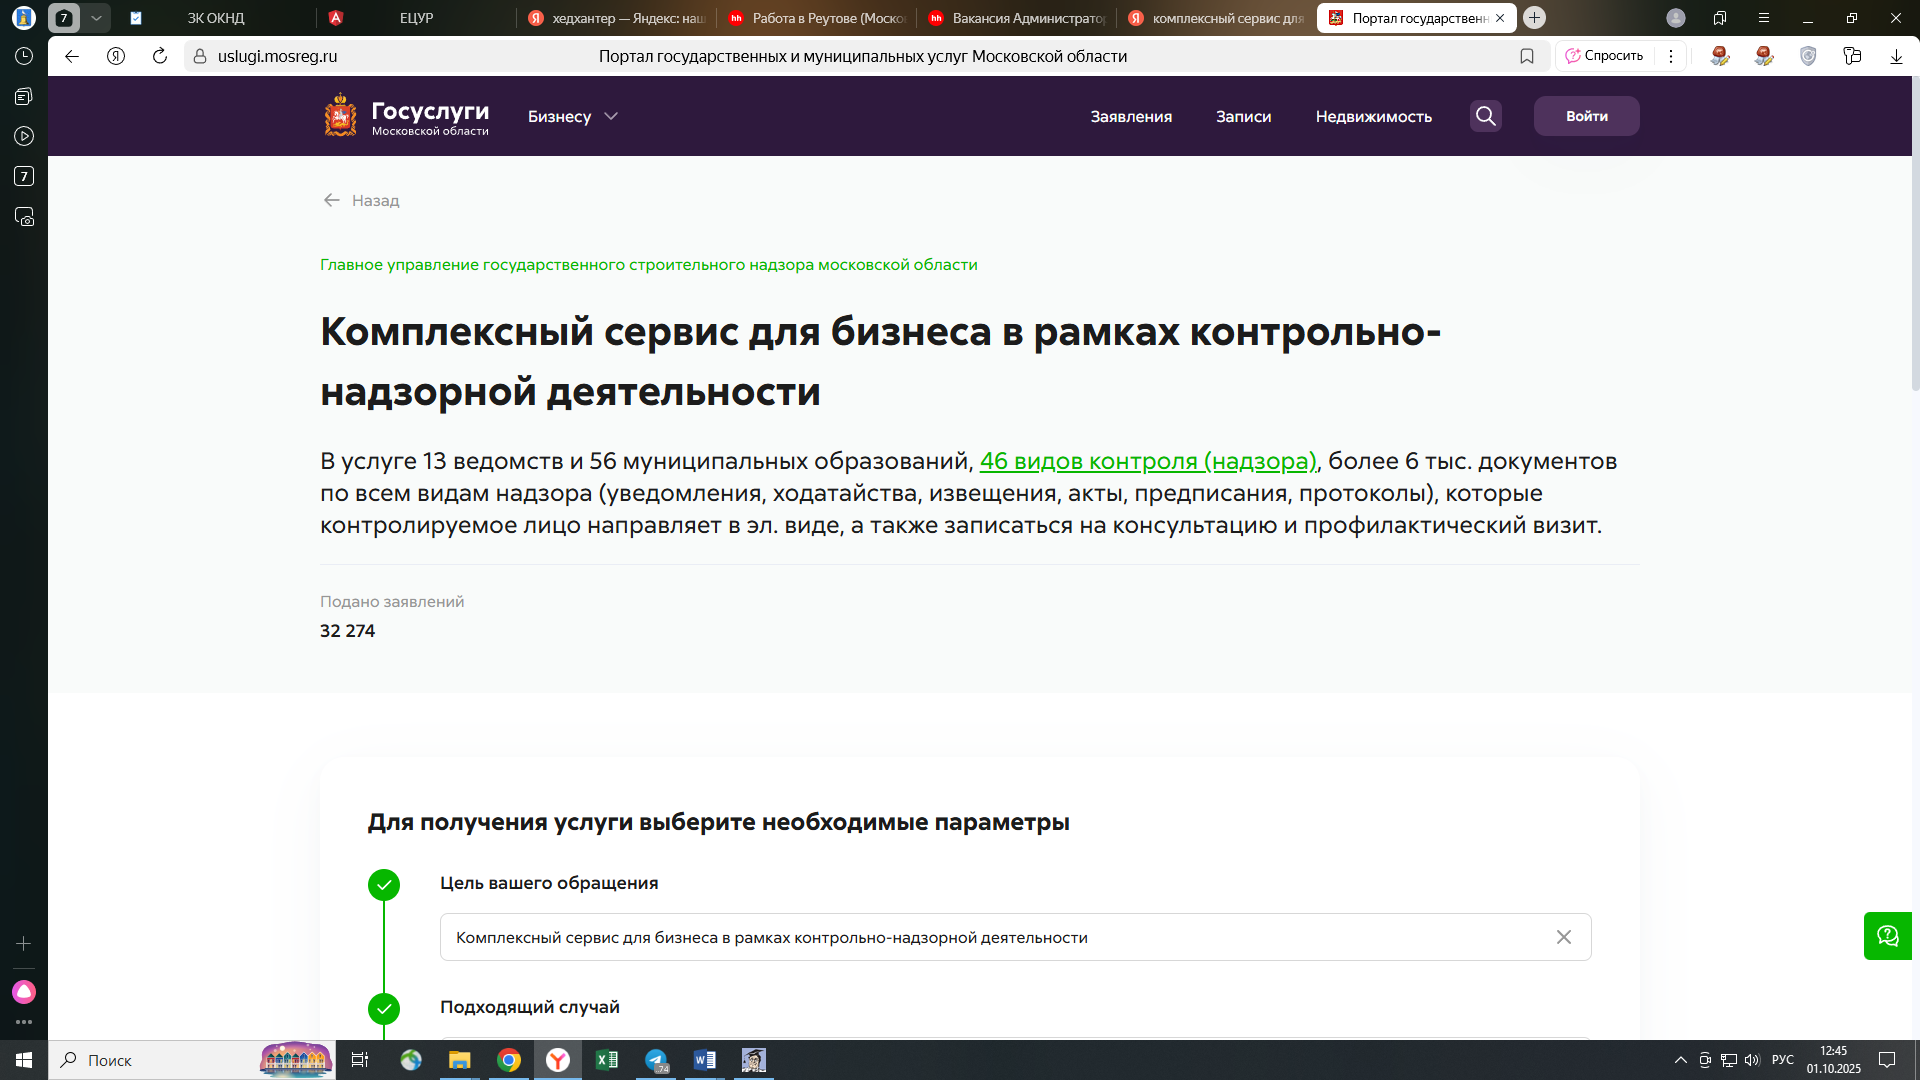 7
ЗК ОКНД
ЕЦУР
хедхантер — Яндекс: наш
Работа в Реутове (Моско
Вакансия Администратор
комплексный сервис для
Портал государственн
uslugi.mosreg.ru
Портал государственных и муниципальных услуг Московской области
Спросить
7
Госуслуги
Московской области
Бизнесу
Заявления
Записи
Недвижимость
Войти
Назад
Главное управление государственного строительного надзора московской области
Комплексный сервис для бизнеса в рамках контрольно-
надзорной деятельности
В услуге 13 ведомств и 56 муниципальных образований, 46 видов контроля (надзора), более 6 тыс. документов
по всем видам надзора (уведомления, ходатайства, извещения, акты, предписания, протоколы), которые
контролируемое лицо направляет в эл. виде, а также записаться на консультацию и профилактический визит.
Подано заявлений
32 274
Для получения услуги выберите необходимые параметры
Цель вашего обращения
Комплексный сервис для бизнеса в рамках контрольно-надзорной деятельности
Подходящий случай
Поиск
74
РУС
12:45
01.10.2025